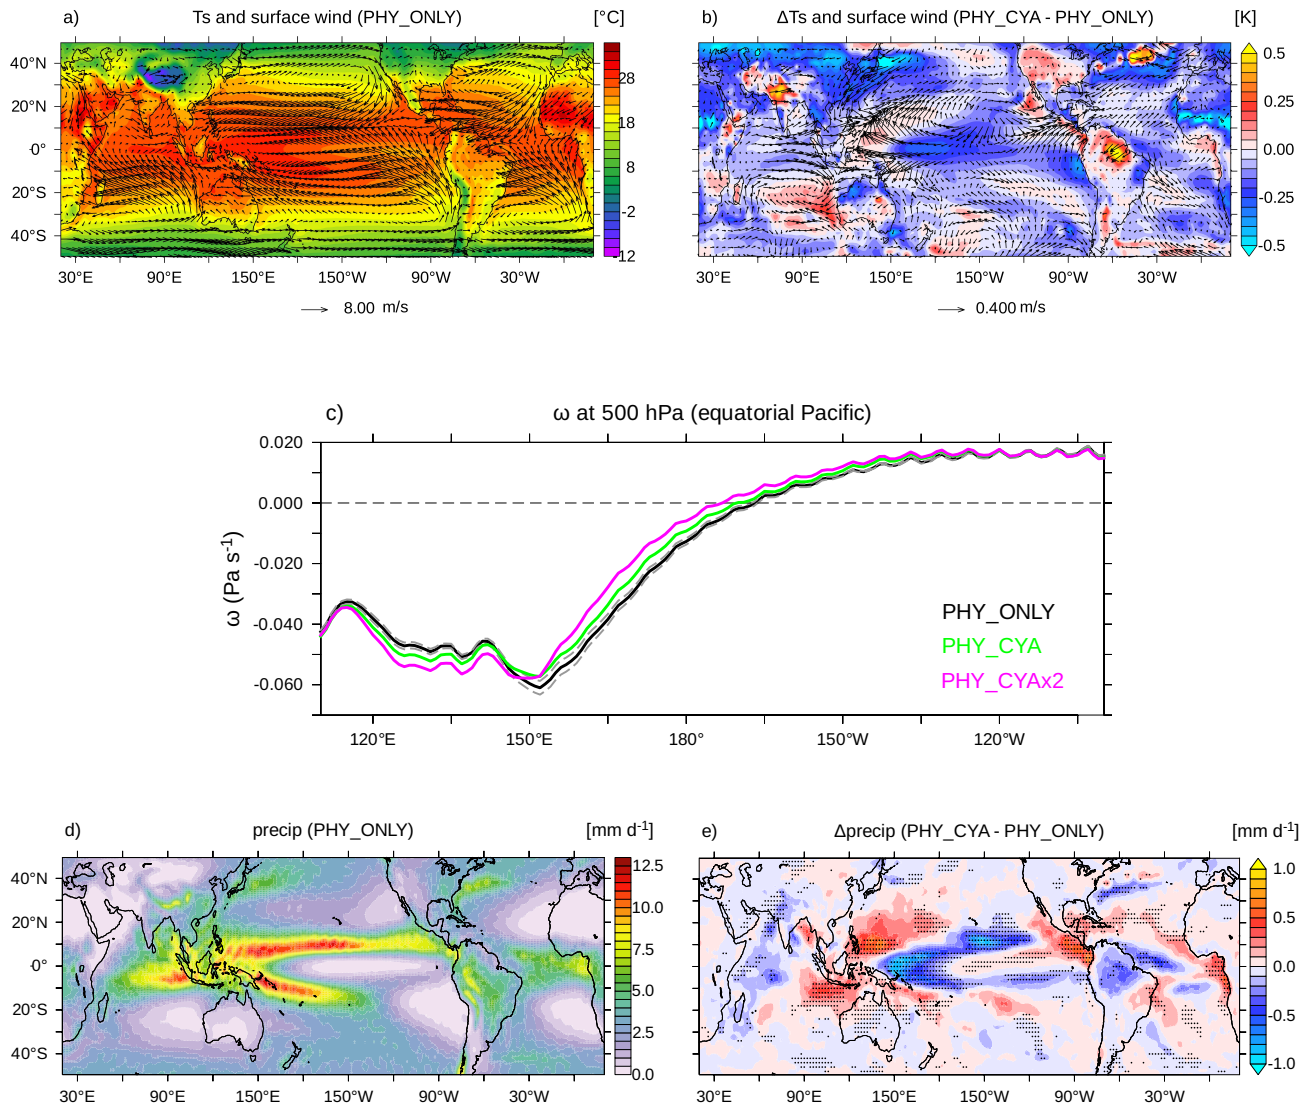 a) Ts and surface wind (PHY_ONLY) [°C]
40°N
20°N
0°
20°S
40°S
30°E 90°E 150°E 150°W 90°W 30°W
28
18
8
-2
-12
8.00 m/s
b) ΔTs and surface wind (PHY_CYA - PHY_ONLY) [K]
30°E 90°E 150°E 150°W 90°W 30°W
0.5
0.25
0.00
-0.25
-0.5
0.400 m/s
c) ω at 500 hPa (equatorial Pacific)
ω (Pa s-1)
0.020
0.000
-0.020
-0.040
-0.060
120°E 150°E 180° 150°W 120°W
PHY_ONLY
PHY_CYA
PHY_CYAx2
d) precip (PHY_ONLY) [mm d-1]
40°N
20°N
0°
20°S
40°S
30°E 90°E 150°E 150°W 90°W 30°W
12.5
10.0
7.5
5.0
2.5
0.0
e) Δprecip (PHY_CYA - PHY_ONLY) [mm d-1]
30°E 90°E 150°E 150°W 90°W 30°W
1.0
0.5
0.0
-0.5
-1.0